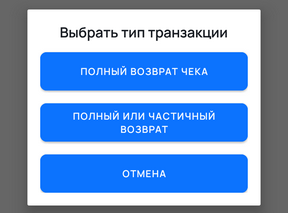 Выбрать тип транзакции
ПОЛНЫЙ ВОЗВРАТ ЧЕКА
ПОЛНЫЙ ИЛИ ЧАСТИЧНЫЙ
ВОЗВРАТ
ОТМЕНА